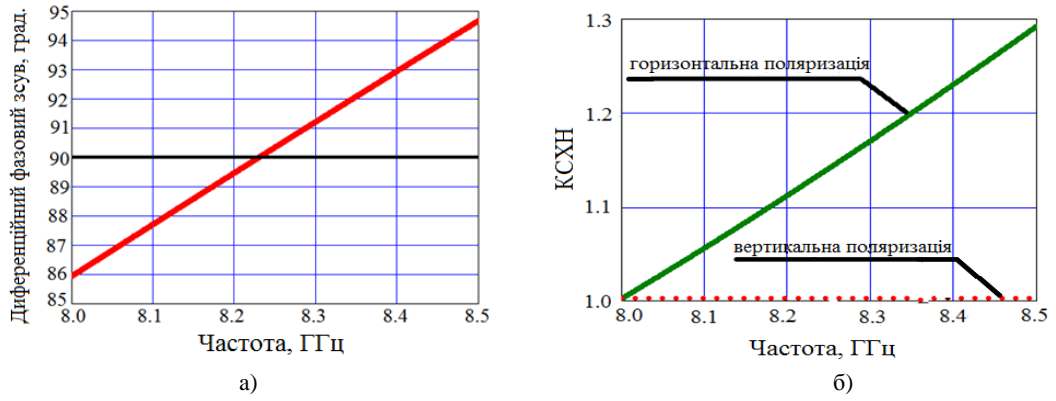 Диференційний фазовий зсув, град.
95
94
93
92
91
90
89
88
87
86
85
8.0 8.1 8.2 8.3 8.4 8.5
Частота, ГГц
а)
КСХН
1.3
1.2
1.1
1.0
горизонтальна поляризація
вертикальна поляризація
8.0 8.1 8.2 8.3 8.4 8.5
Частота, ГГц
б)